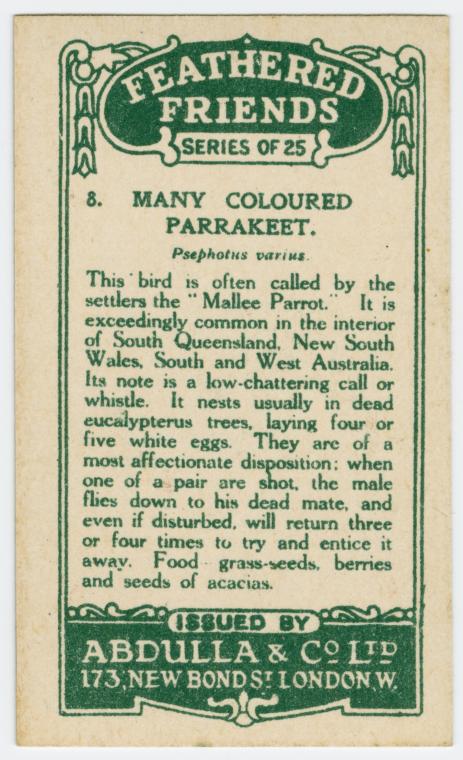 FEATHERED
FRIENDS
SERIES OF 25
8. MANY COLOURED
PARRAKEET.
Psephotus varius.
This bird is often called by the
settlers the "Mallee Parrot." It is
exceedingly common in the interior
of South Queensland, New South
Wales, South and West Australia.
Its note is a low-chattering call or
whistle. It nests usually in dead
eucalypterus trees, laying four or
five white eggs. They are of a
most affectionate disposition; when
one of a pair are shot, the male
flies down to his dead mate, and
even if disturbed, will return three
or four times to try and entice it
away. Food grass-seeds, berries
and seeds of acacias.
ISSUED BY
ABDULLA & Co LTD
173, NEW BOND ST LONDON, W.